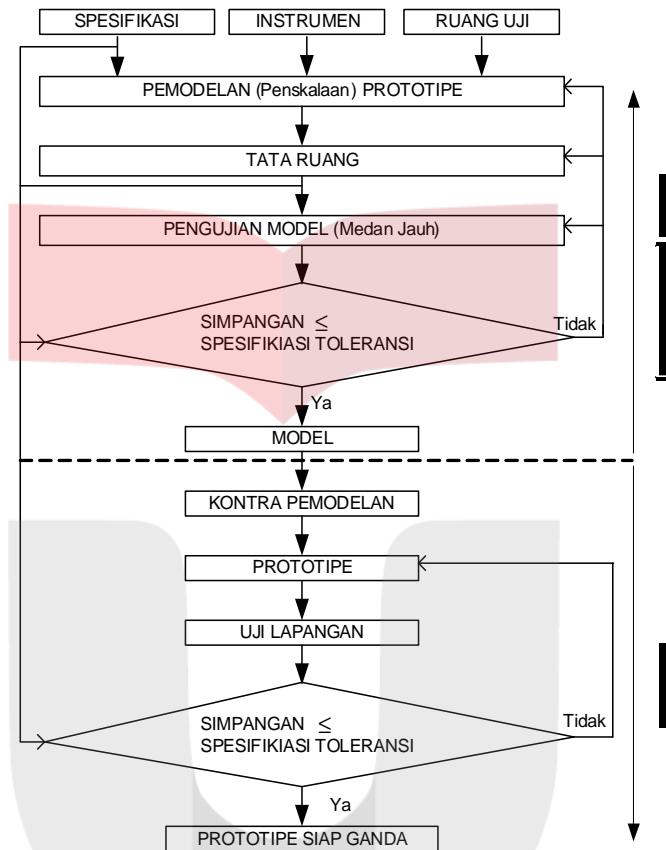 SPESIFIKASI
INSTRUMEN
RUANG UJI
PEMODELAN (Penskalaan) PROTOTIPE
TATA RUANG
PENGUJIAN MODEL (Medan Jauh)
SIMPANGAN ≤
SPESIFIKIASI TOLERANSI
Tidak
Ya
MODEL
KONTRA PEMODELAN
PROTOTIPE
UJI LAPANGAN
SIMPANGAN ≤
SPESIFIKIASI TOLERANSI
Tidak
Ya
PROTOTIPE SIAP GANDA